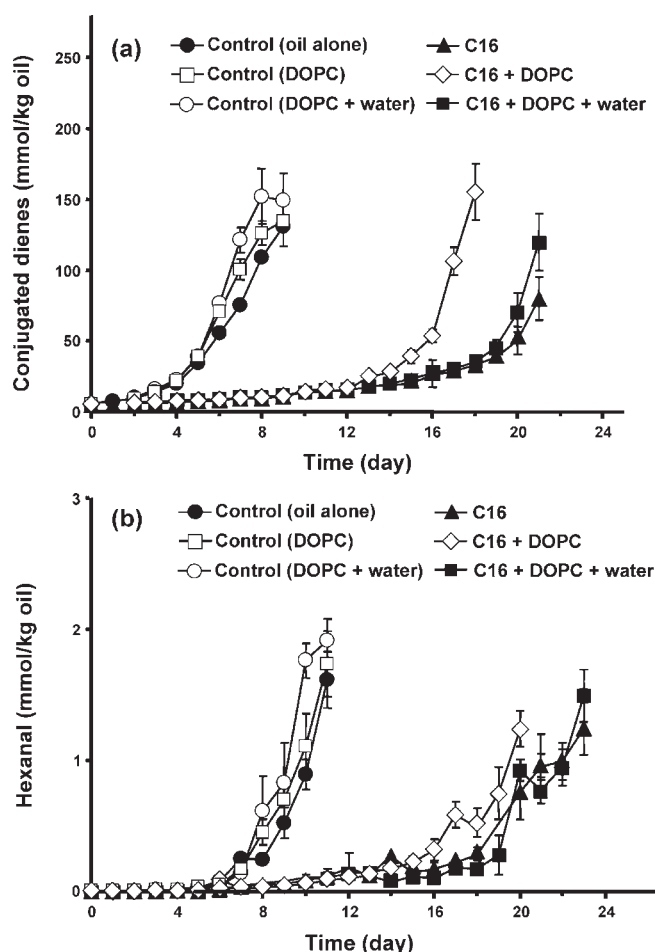 (a)
Control (oil alone)
C16
Control (DOPC)
C16 + DOPC
Control (DOPC + water)
C16 + DOPC + water
Conjugated dienes (mmol/kg oil)
250
200
150
100
50
0
0 4 8 12 16 20 24
Time (day)
(b)
Control (oil alone)
C16
Control (DOPC)
C16 + DOPC
Control (DOPC + water)
C16 + DOPC + water
Hexanal (mmol/kg oil)
3
2
1
0
0 4 8 12 16 20 24
Time (day)